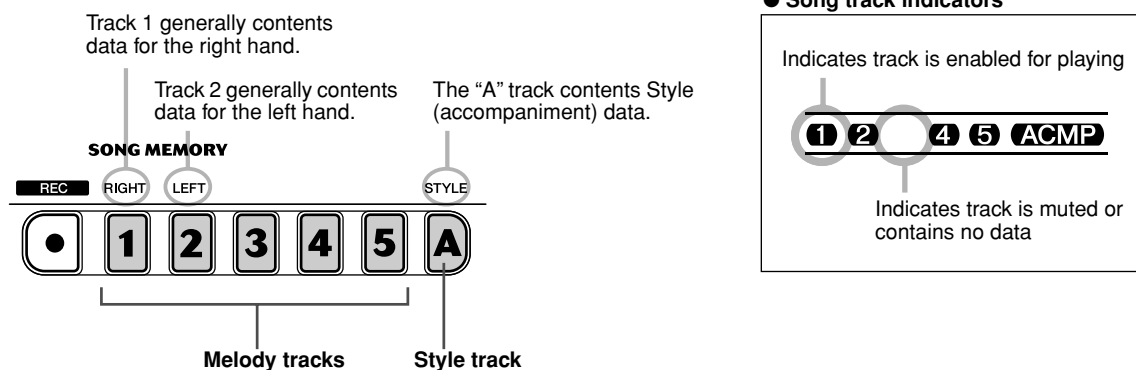 Track 1 generally contents
data for the right hand.
Track 2 generally contents
data for the left hand.
The “A” track contents Style
(accompaniment) data.
SONG MEMORY
REC
RIGHT
LEFT
STYLE
1 2 3 4 5 A
Melody tracks
Style track
● Song track indicators
Indicates track is enabled for playing
1 2 4 5 ACMP
Indicates track is muted or
contains no data